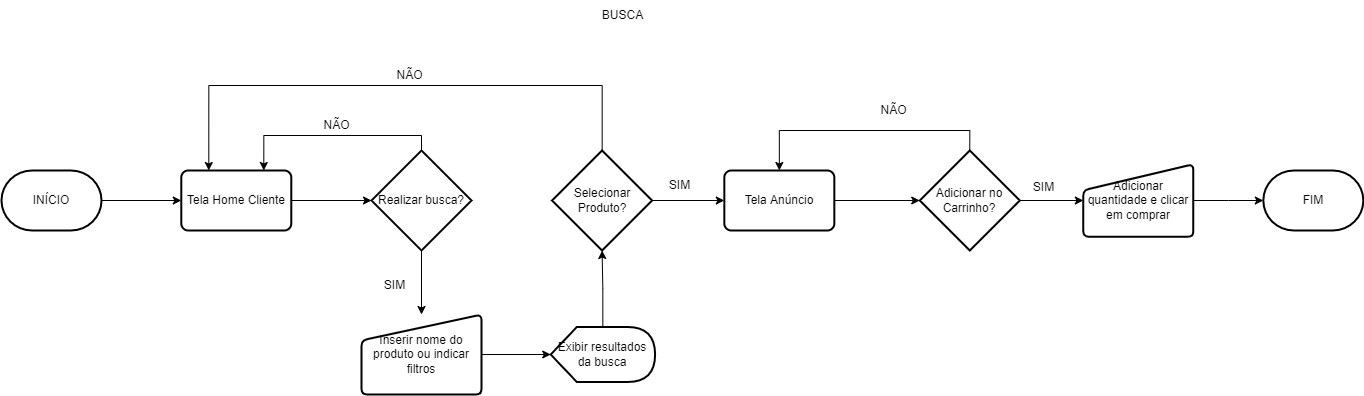 BUSCA
NÃO
NÃO
NÃO
INÍCIO
Tela Home Cliente
Realizar busca?
Selecionar
Produto?
SIM
Tela Anúncio
Adicionar no
Carrinho?
SIM
Adicionar
quantidade e clicar
em comprar
FIM
SIM
Inserir nome do
produto ou indicar
filtros
Exibir resultados
da busca